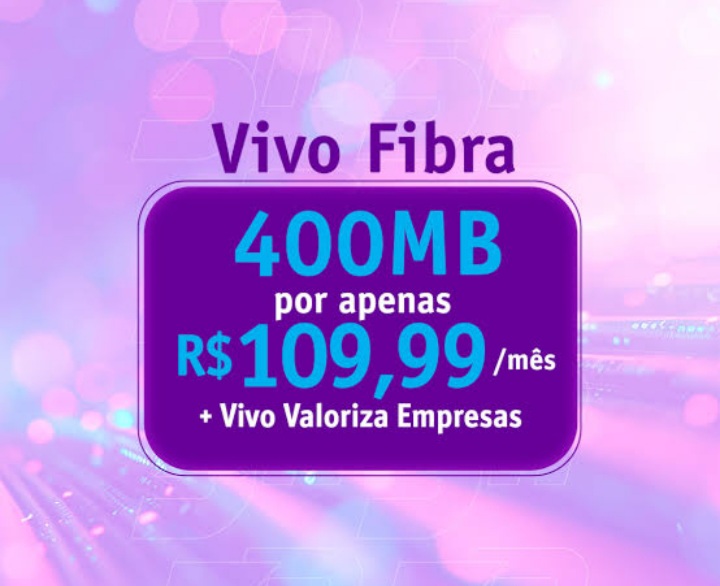 Vivo Fibra
400MB
por apenas
R$109,99/mês
+ Vivo Valoriza Empresas